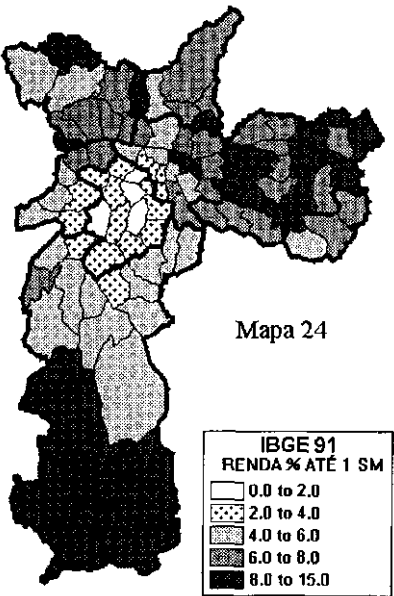 Mapa 24
IBGE 91
RENDA % ATÉ 1 SM
0.0 to 2.0
2.0 to 4.0
4.0 to 6.0
6.0 to 8.0
8.0 to 15.0